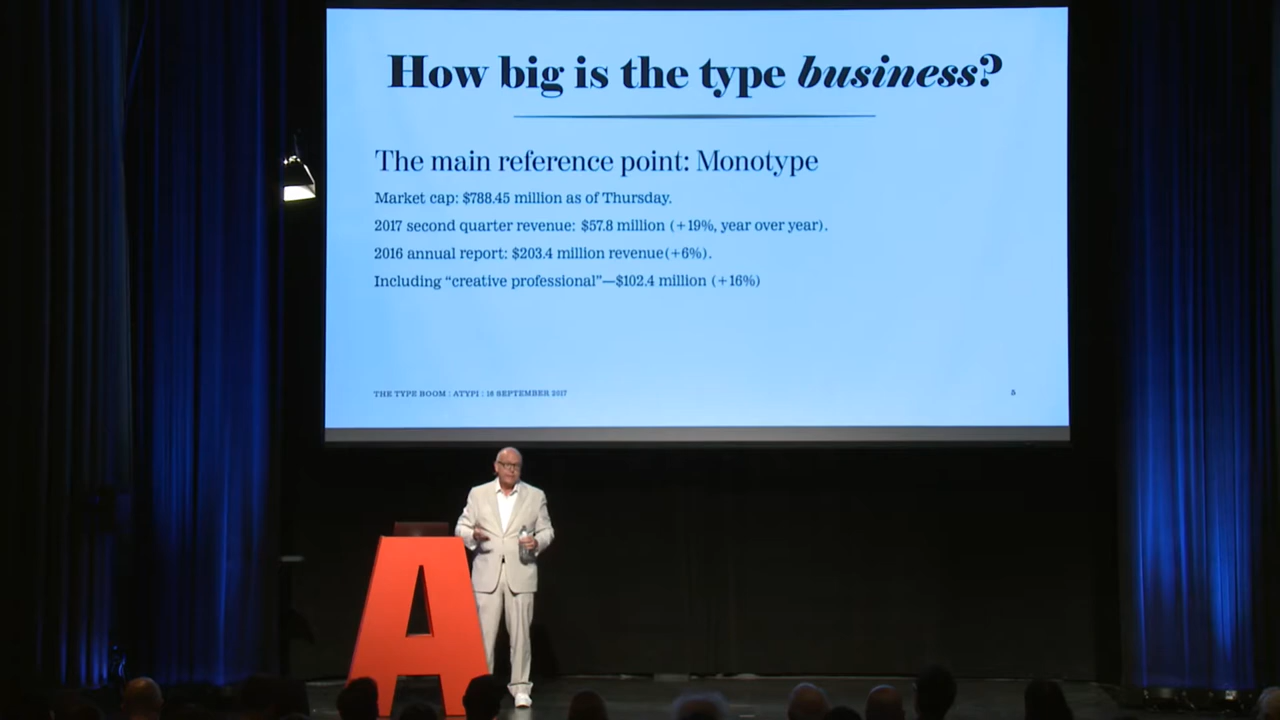 How big is the type business?
The main reference point: Monotype
Market cap: $788.45 million as of Thursday.
2017 second quarter revenue: $57.8 million (+19%, year over year).
2016 annual report: $203.4 million revenue(+6%).
Including “creative professional”—$102.4 million (+16%)
THE TYPE BOOM : ATYPI : 16 SEPTEMBER 2017
5
A